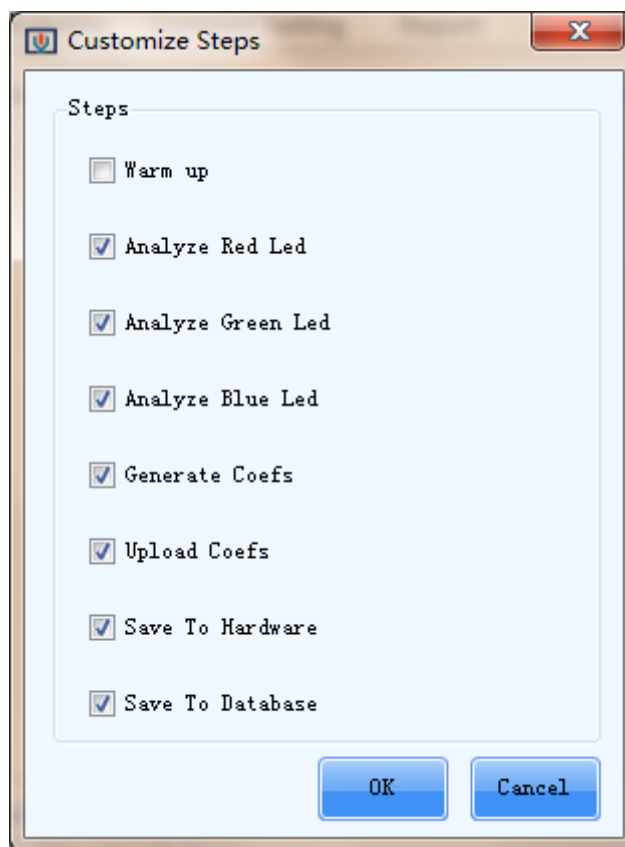 Customize Steps
Steps
Warm up
Analyze Red Led
Analyze Green Led
Analyze Blue Led
Generate Coefs
Upload Coefs
Save To Hardware
Save To Database
OK Cancel